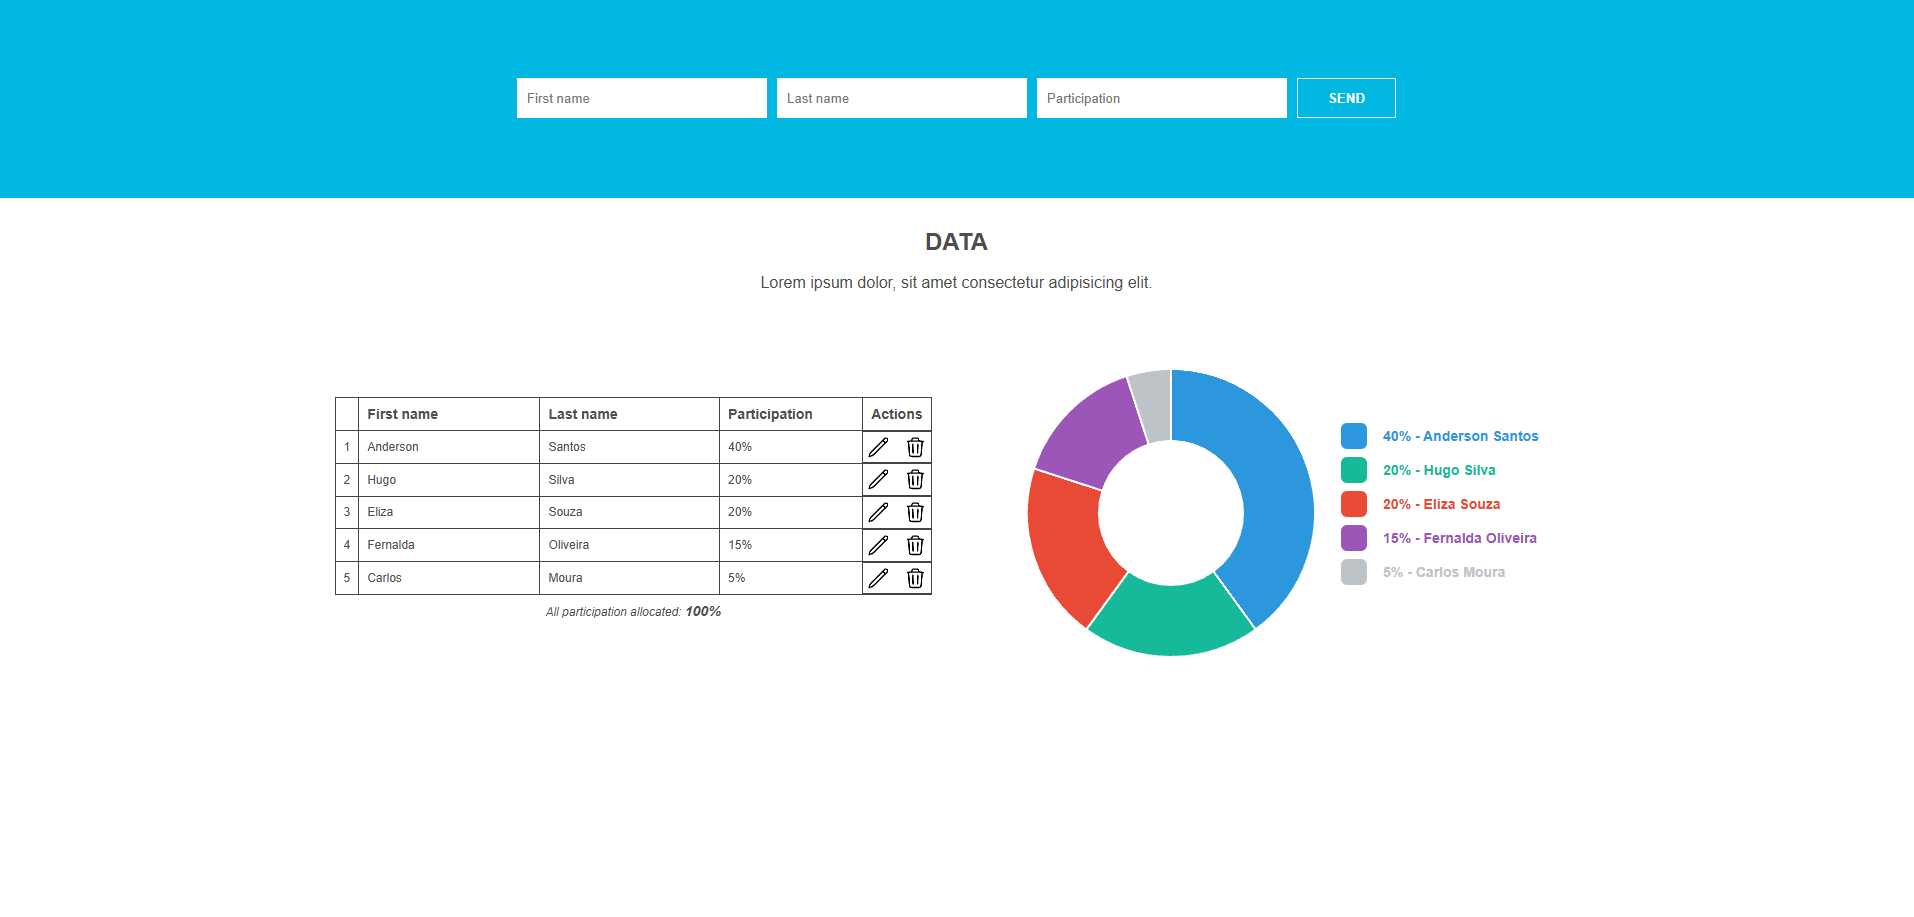 First name Last name Participation SEND
DATA
Lorem ipsum dolor, sit amet consectetur adipisicing elit.
First name Last name Participation Actions
1 Anderson Santos 40%
2 Hugo Silva 20%
3 Eliza Souza 20%
4 Fernalda Oliveira 15%
5 Carlos Moura 5%
All participation allocated: 100%
40% - Anderson Santos
20% - Hugo Silva
20% - Eliza Souza
15% - Fernalda Oliveira
5% - Carlos Moura